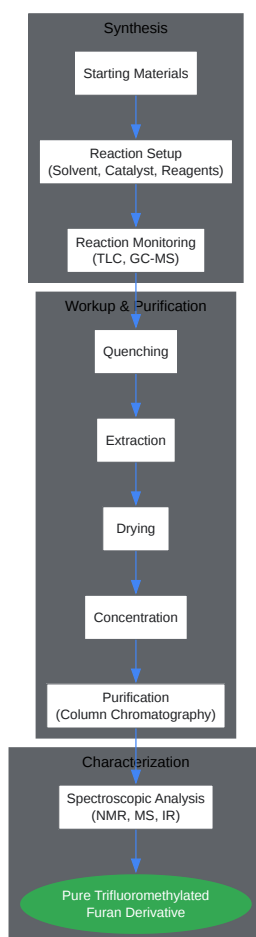 Synthesis
Starting Materials
Reaction Setup
(Solvent, Catalyst, Reagents)
Reaction Monitoring
(TLC, GC-MS)
Workup & Purification
Quenching
Extraction
Drying
Concentration
Purification
(Column Chromatography)
Characterization
Spectroscopic Analysis
(NMR, MS, IR)
Pure Trifluoromethylated
Furan Derivative